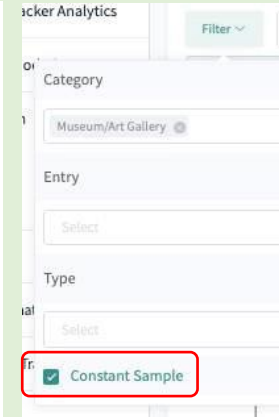 acker Analytics
Filter
Category
Museum/Art Gallery
Entry
Select
Type
Select
Constant Sample